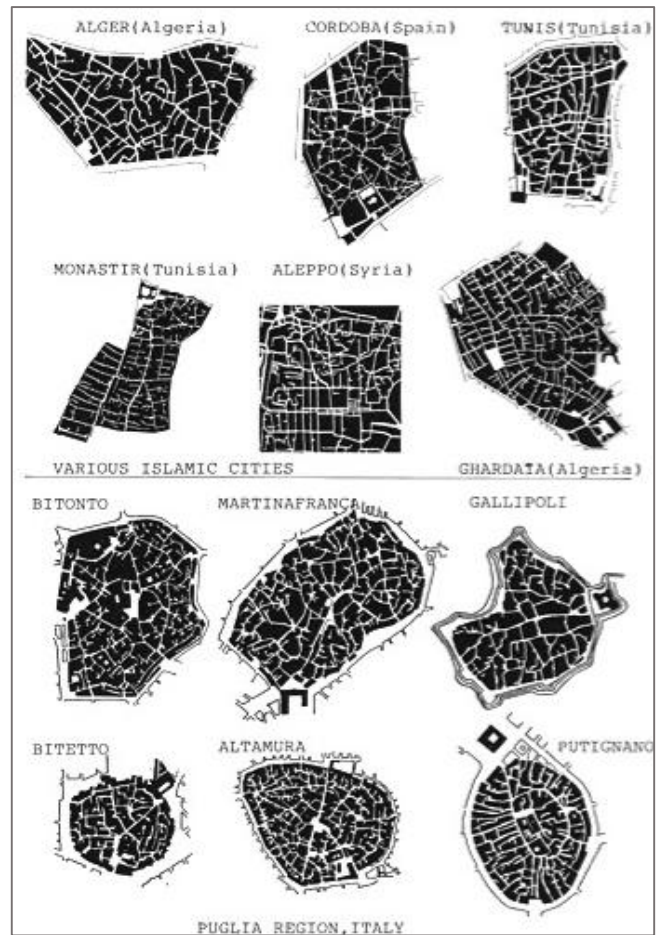 ALGER(Algeria)
CORDOBA(Spain)
TUNIS(Tunisia)
MONASTIR(Tunisia)
ALEPPO(Syria)
VARIOUS ISLAMIC CITIES
GHARDATA(Algeria)
BITONTO
MARTINAFRANCA
GALLIPOLI
BITETTO
ALTAMURA
PUTIGNANO
PUGLIA REGION,ITALY